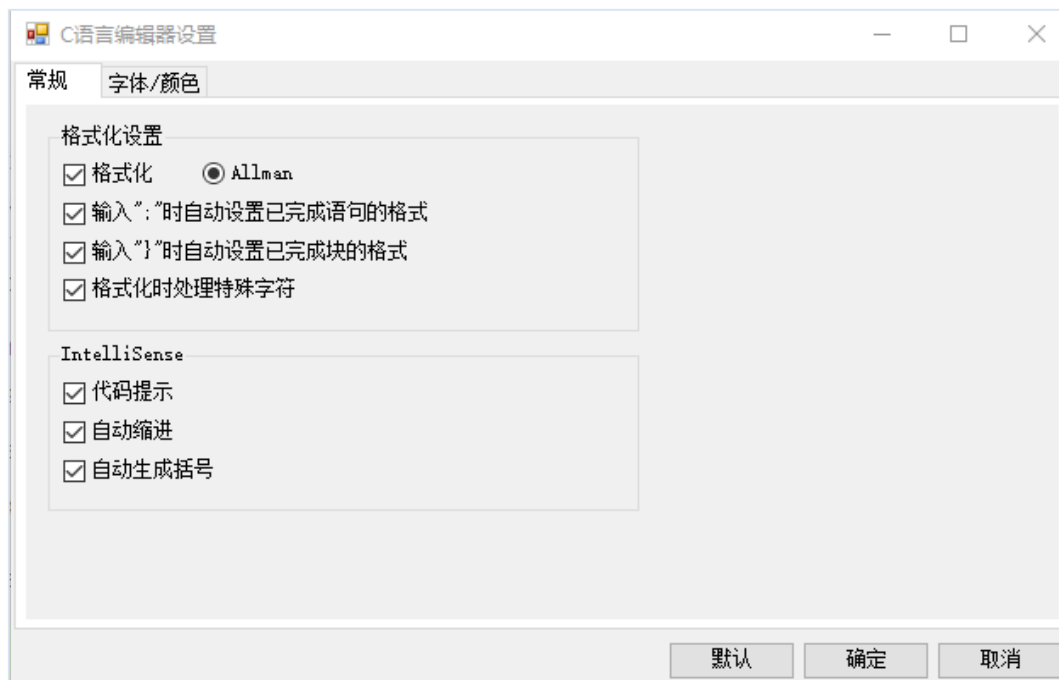 C语言编辑器设置
常规 字体/颜色
格式化设置
格式化 Allman
输入";"时自动设置已完成语句的格式
输入"}"时自动设置已完成块的格式
格式化时处理特殊字符
IntelliSense
代码提示
自动缩进
自动生成括号
默认 确定 取消